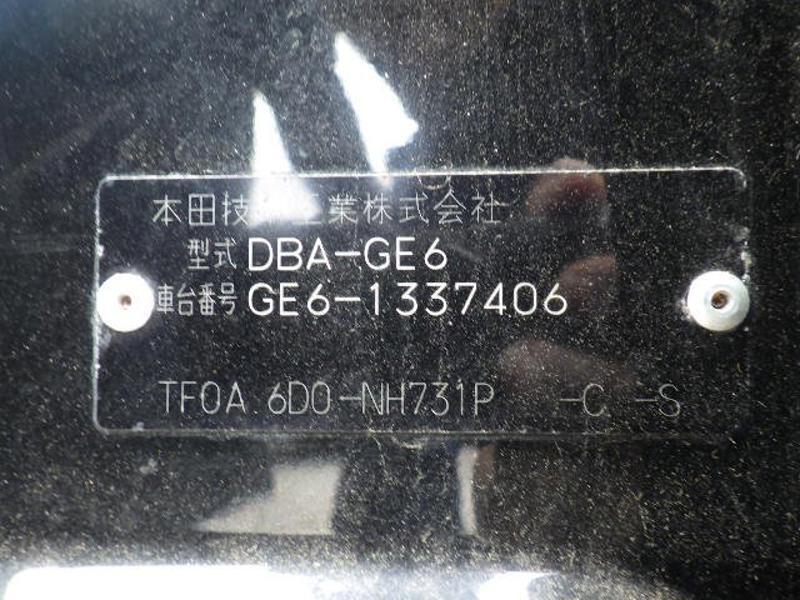 本田技研工業株式会社
型式 DBA-GE6
車台番号 GE6-1337406
TF0A 6D0-NH731P -C -S